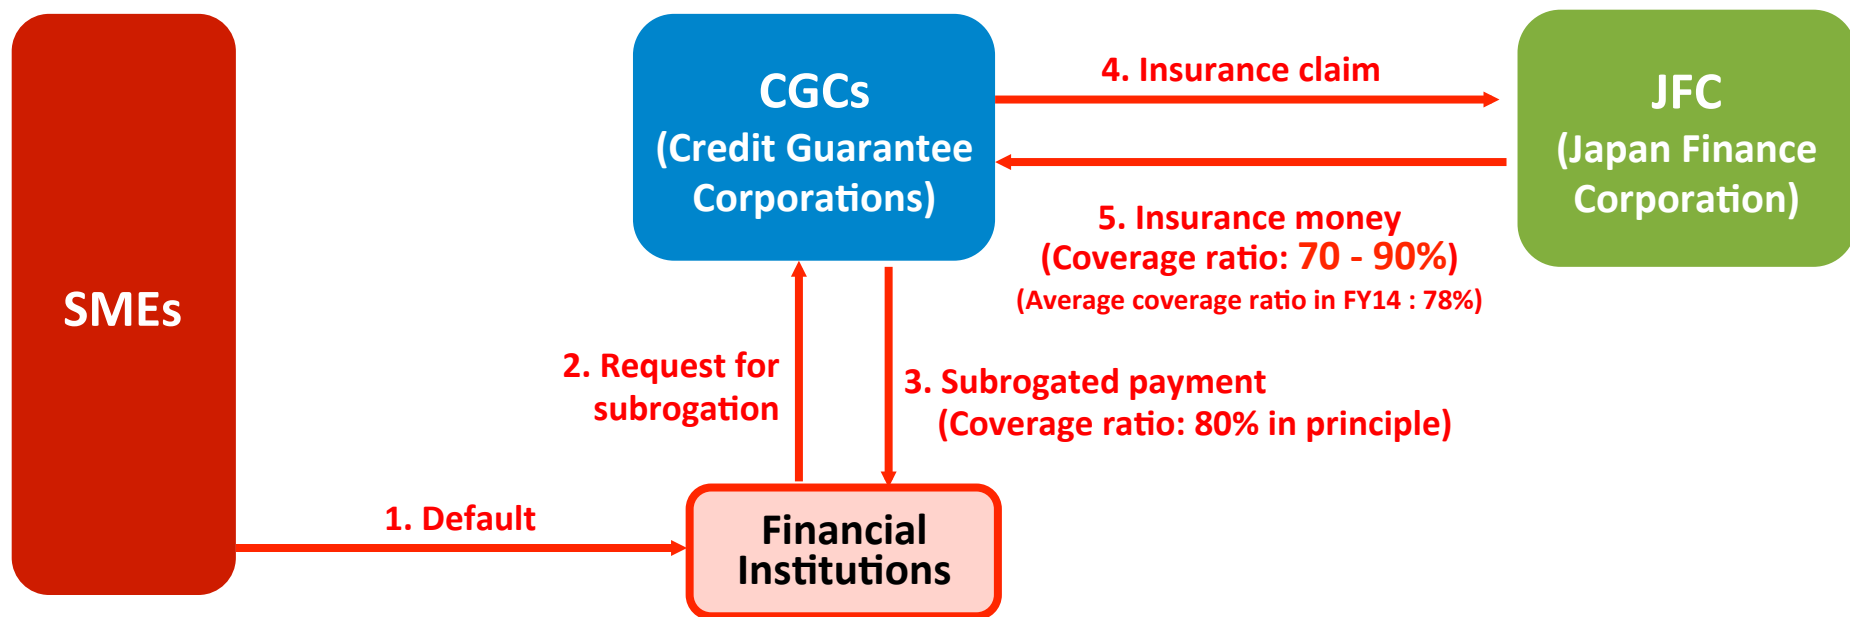 SMEs
1. Default
2. Request for
subrogation
CGCs
(Credit Guarantee
Corporations)
3. Subrogated payment
(Coverage ratio: 80% in principle)
Financial
Institutions
4. Insurance claim
5. Insurance money
(Coverage ratio: 70 - 90%)
(Average coverage ratio in FY14 : 78%)
JFC
(Japan Finance
Corporation)